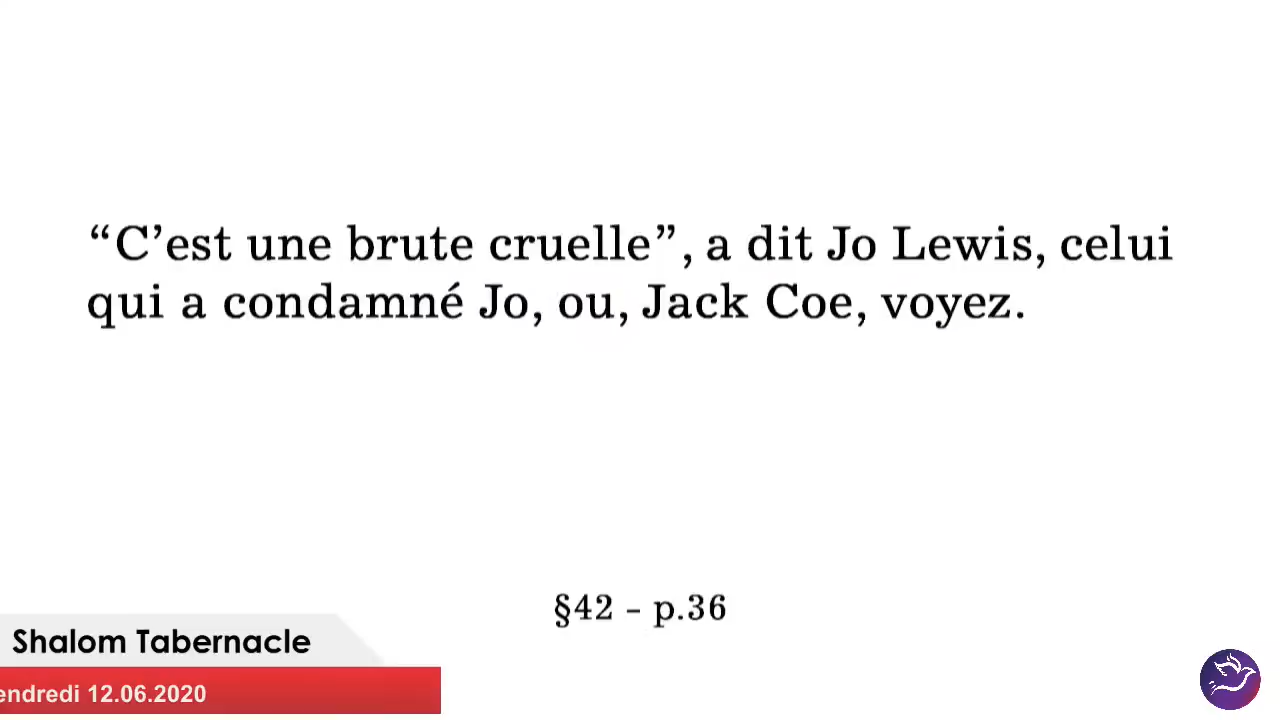 “C’est une brute cruelle”, a dit Jo Lewis, celui
qui a condamné Jo, ou, Jack Coe, voyez.
§42 – p.36
Shalom Tabernacle
endredi 12.06.2020